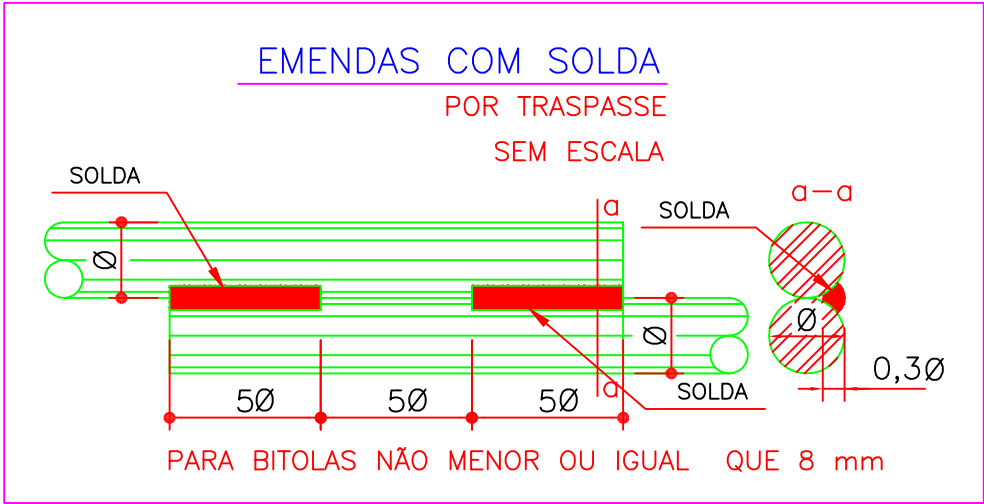 EMENDAS COM SOLDA
POR TRASPASSE
SEM ESCALA
SOLDA
a
SOLDA
a-a
Ø
Ø
Ø
0,3Ø
a
SOLDA
5Ø
5Ø
5Ø
PARA BITOLAS NÃO MENOR OU IGUAL QUE 8 mm